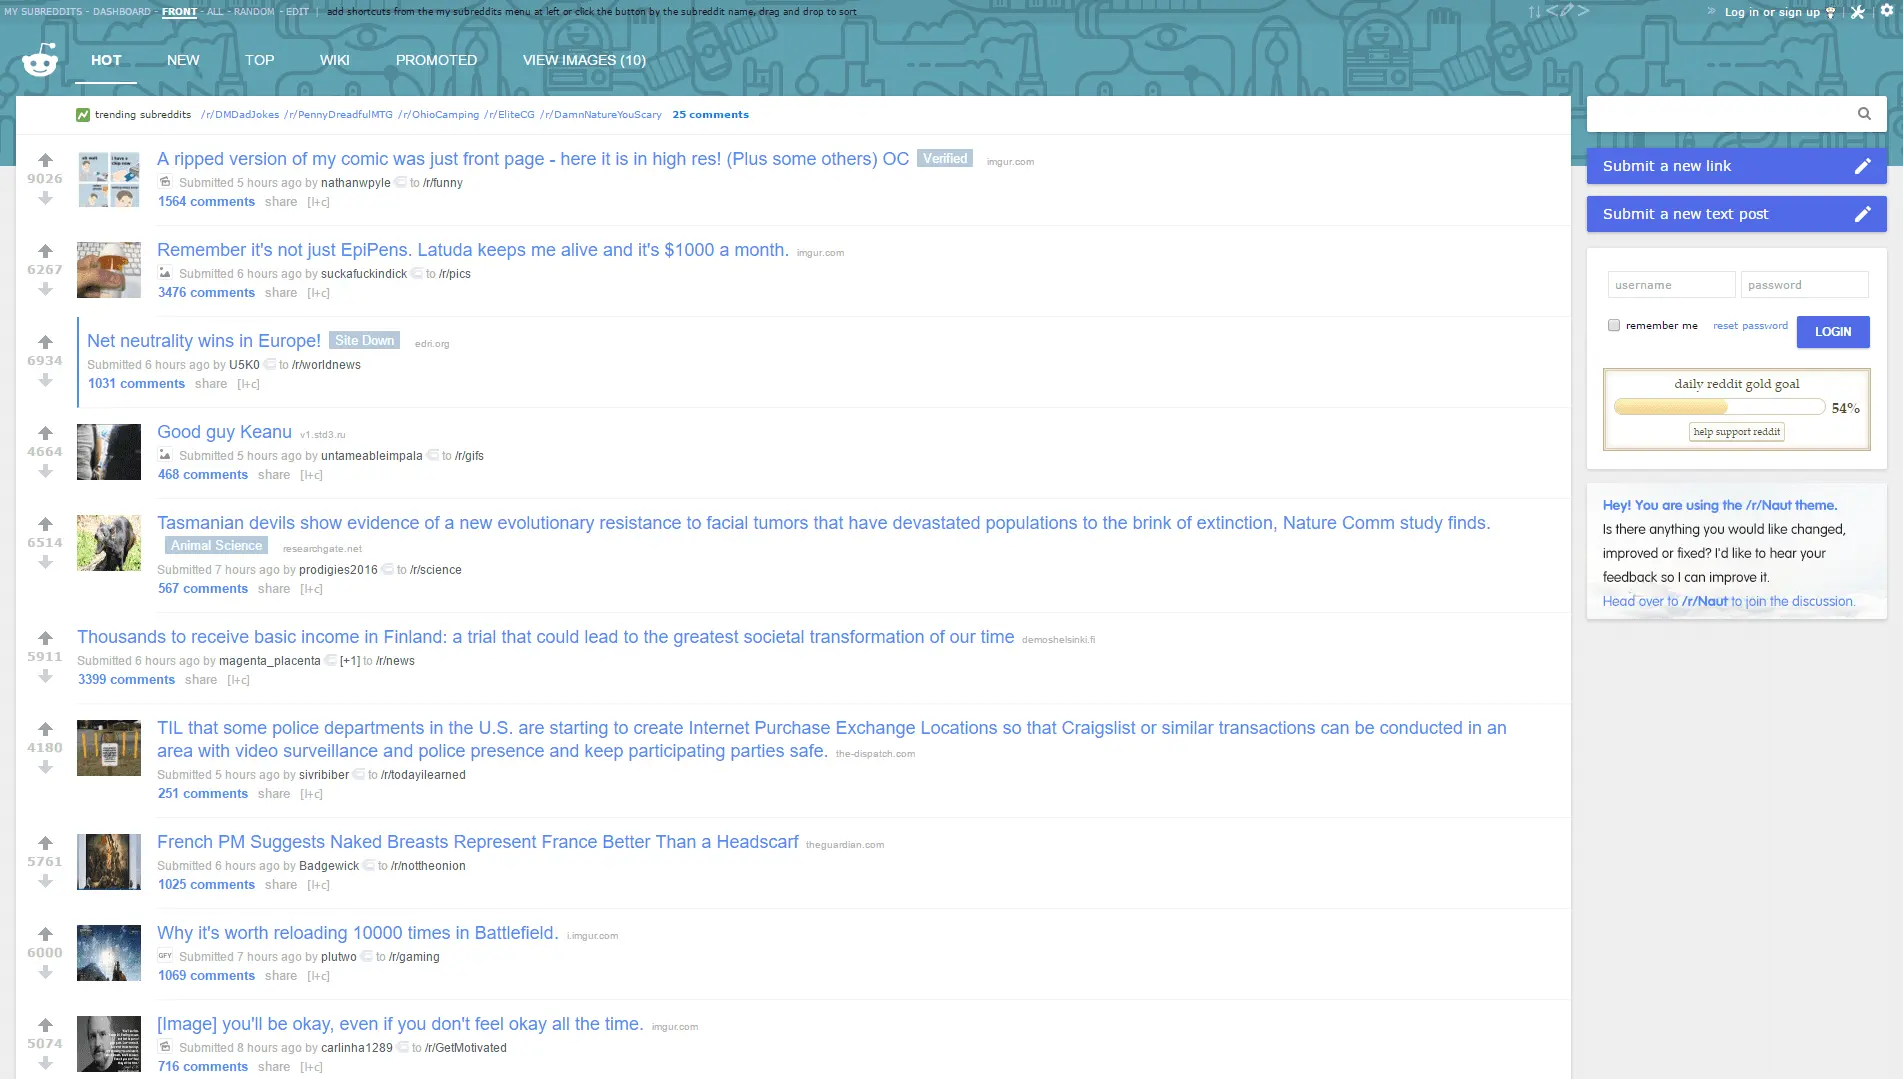 MY SUBREDDITS - DASHBOARD - FRONT - ALL - RANDOM - EDIT | add shortcuts from the my subreddits menu at left or click the button by the subreddit name, drag and drop to sort
Log in or sign up
HOT NEW TOP WIKI PROMOTED VIEW IMAGES (10)
trending subreddits /r/DMDadJokes /r/PennyDreadfulMTG /r/OhioCamping /r/EliteCG /r/DamnNatureYouScary 25 comments
9026
A ripped version of my comic was just front page - here it is in high res! (Plus some others) OC Verified imgur.com
Submitted 5 hours ago by nathanwpyle to /r/funny
1564 comments share [l+c]
6267
Remember it's not just EpiPens. Latuda keeps me alive and it's $1000 a month. imgur.com
Submitted 6 hours ago by suckafuckindick to /r/pics
3476 comments share [l+c]
6934
Net neutrality wins in Europe! Site Down edri.org
Submitted 6 hours ago by U5K0 to /r/worldnews
1031 comments share [l+c]
4664
Good guy Keanu v1.std3.ru
Submitted 5 hours ago by untameableimpala to /r/gifs
468 comments share [l+c]
6514
Tasmanian devils show evidence of a new evolutionary resistance to facial tumors that have devastated populations to the brink of extinction, Nature Comm study finds.
Animal Science researchgate.net
Submitted 7 hours ago by prodigies2016 to /r/science
567 comments share [l+c]
5911
Thousands to receive basic income in Finland: a trial that could lead to the greatest societal transformation of our time demoshelsinki.fi
Submitted 6 hours ago by magenta_placenta [+1] to /r/news
3399 comments share [l+c]
4180
TIL that some police departments in the U.S. are starting to create Internet Purchase Exchange Locations so that Craigslist or similar transactions can be conducted in an
area with video surveillance and police presence and keep participating parties safe. the-dispatch.com
Submitted 5 hours ago by sivribiber to /r/todayilearned
251 comments share [l+c]
5761
French PM Suggests Naked Breasts Represent France Better Than a Headscarf theguardian.com
Submitted 6 hours ago by Badgewick to /r/nottheonion
1025 comments share [l+c]
6000
Why it's worth reloading 10000 times in Battlefield. i.imgur.com
GFY Submitted 7 hours ago by plutwo to /r/gaming
1069 comments share [l+c]
5074
[Image] you'll be okay, even if you don't feel okay all the time. imgur.com
Submitted 8 hours ago by carlinha1289 to /r/GetMotivated
716 comments share [l+c]
Submit a new link
Submit a new text post
username password
remember me reset password LOGIN
daily reddit gold goal
54%
help support reddit
Hey! You are using the /r/Naut theme.
Is there anything you would like changed,
improved or fixed? I'd like to hear your
feedback so I can improve it.
Head over to /r/Naut to join the discussion.